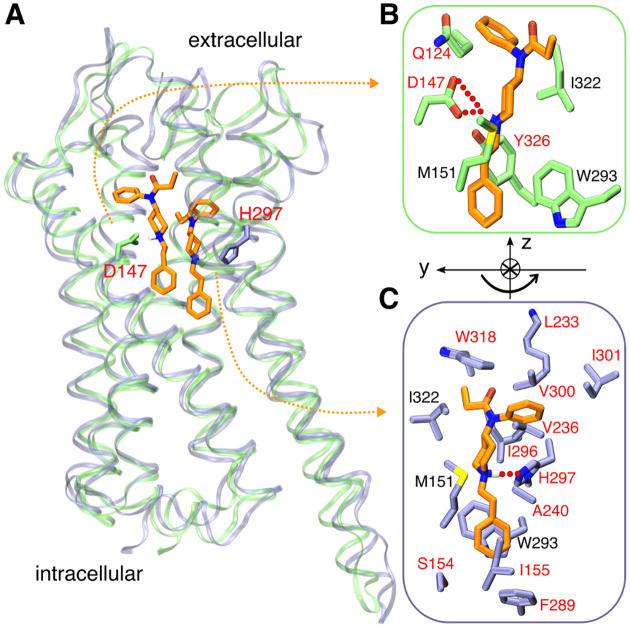 A
extracellular
D147
H297
intracellular
B
Q124
D147
I322
Y326
M151
W293
z
y
x
C
L233
W318
I301
V300
I322
V236
I296
M151
H297
A240
W293
S154
I155
F289